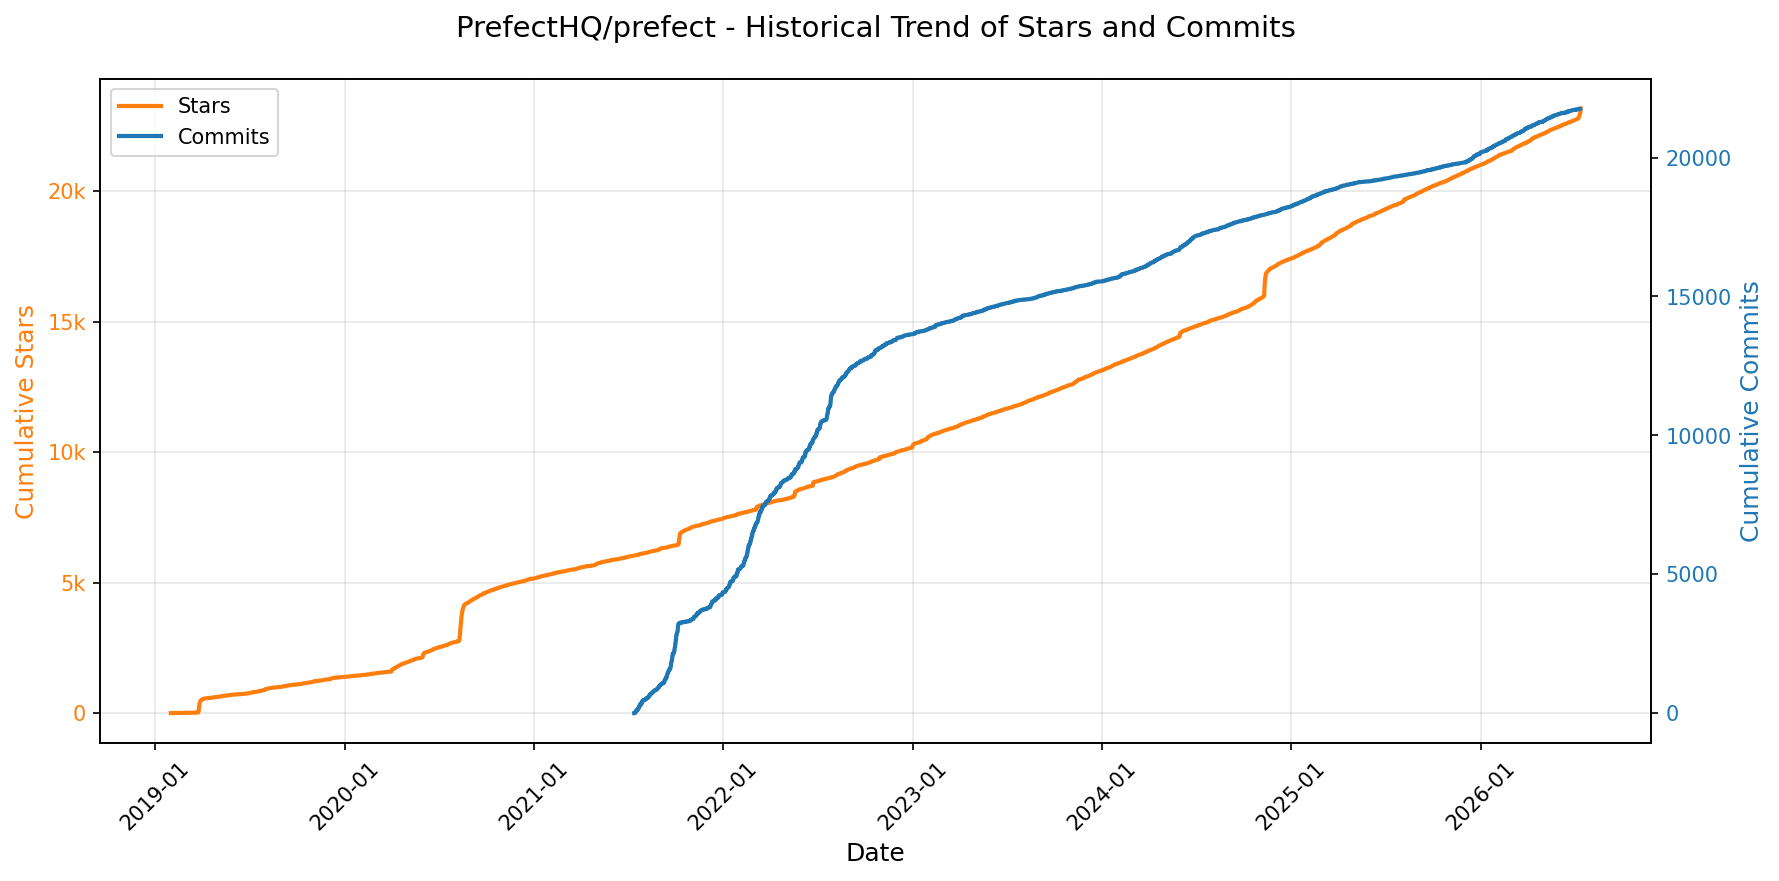 PrefectHQ/prefect - Historical Trend of Stars and Commits
Stars
Commits
Cumulative Stars
20k
15k
10k
5k
0
20000
15000
10000
5000
0
Cumulative Commits
2019-01
2020-01
2021-01
2022-01
2023-01
2024-01
2025-01
2026-01
Date